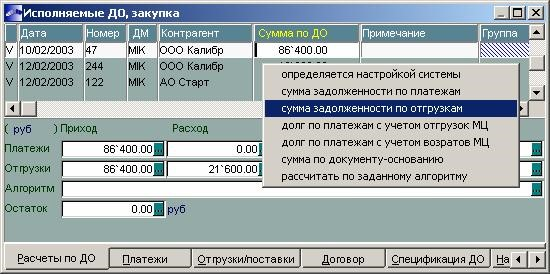 Исполняемые ДО, закупка
Дата Номер ДМ Контрагент Сумма по ДО Примечание Группа
V 10/02/2003 47 MIK ООО Калибр 86`400.00
V 12/02/2003 244 MIK ООО Калибр
V 12/02/2003 122 MIK АО Старт
определяется настройкой системы
сумма задолженности по платежам
сумма задолженности по отгрузкам
долг по платежам с учетом отгрузок МЦ
долг по платежам с учетом возратов МЦ
сумма по документу-основанию
рассчитать по заданному алгоритму
( руб ) Приход Расход
Платежи 86`400.00 0.00
Отгрузки 86`400.00 21`600.00
Алгоритм
Остаток 0.00 руб
Расчеты по ДО Платежи Отгрузки/поставки Договор Спецификация ДО На